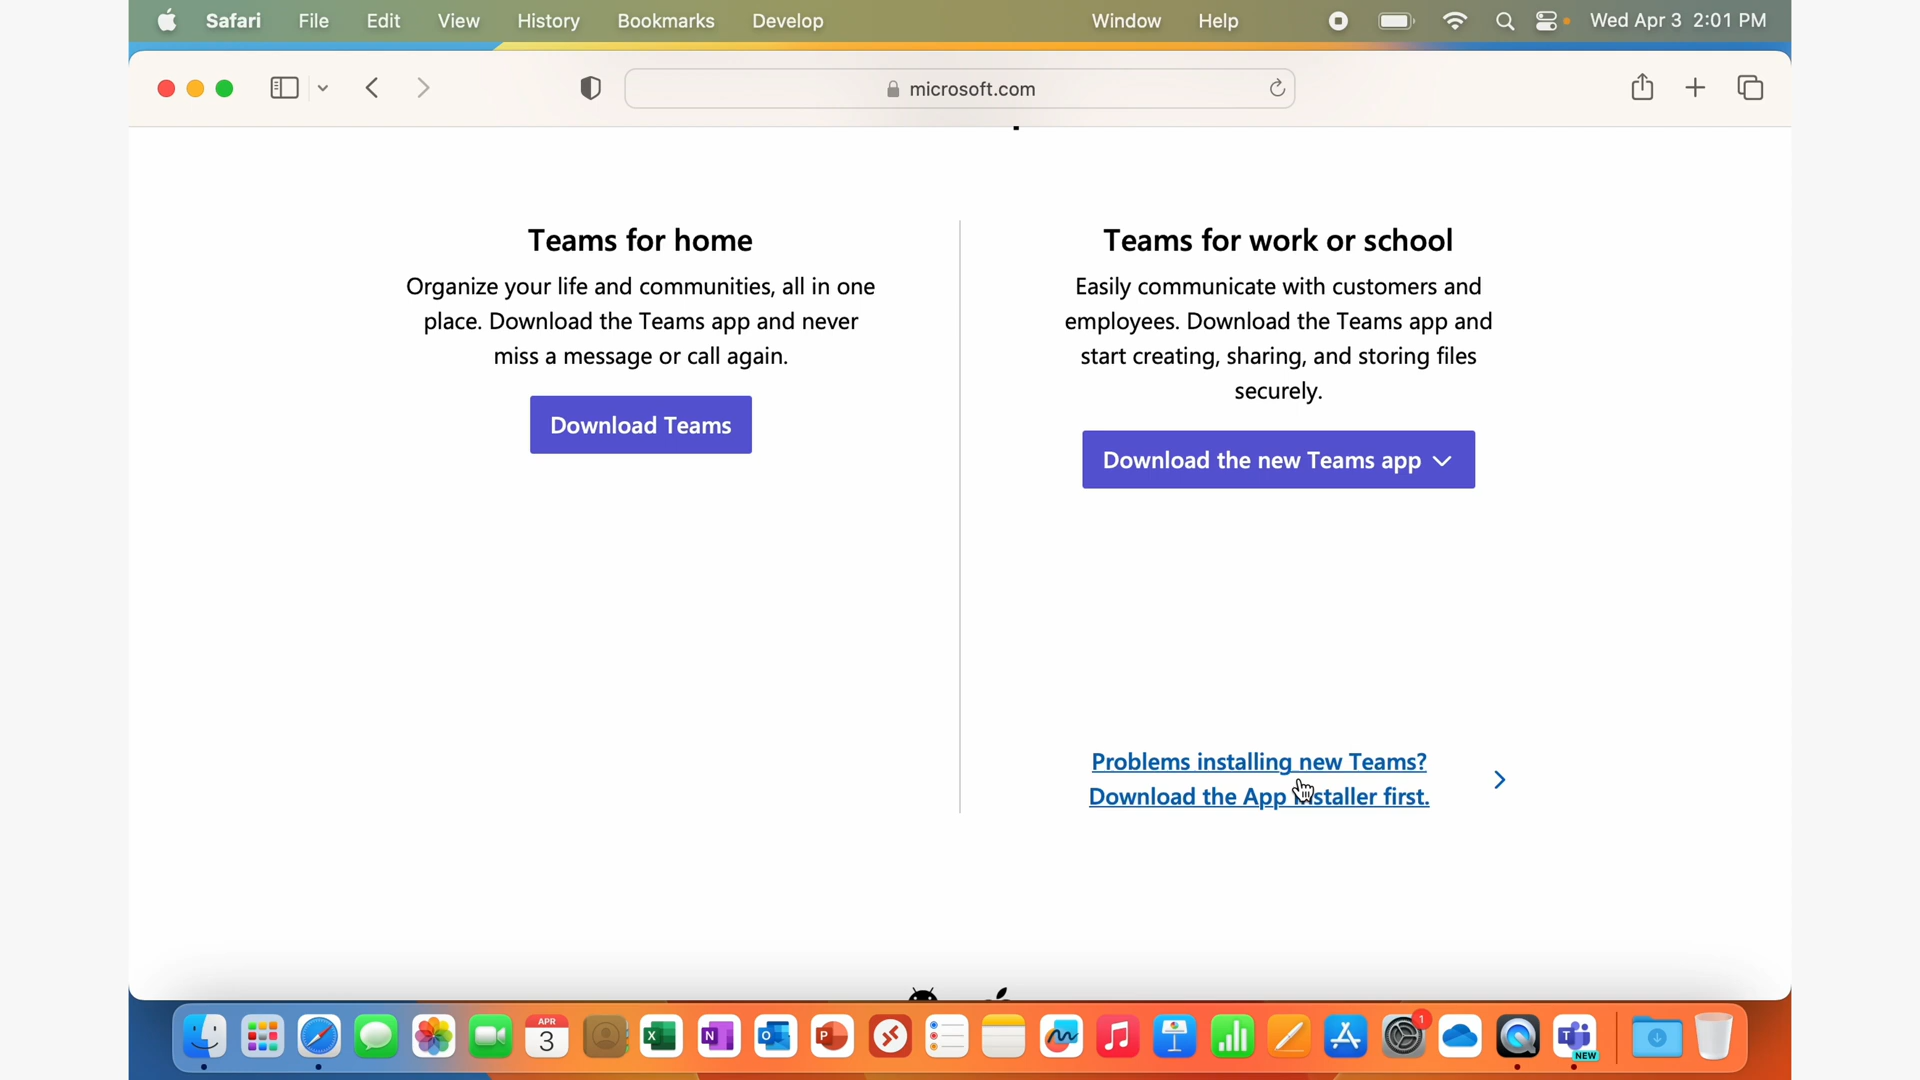 Safari File Edit View History Bookmarks Develop Window Help Wed Apr 3 2:01 PM
microsoft.com
Teams for home
Organize your life and communities, all in one
place. Download the Teams app and never
miss a message or call again.
Download Teams
Teams for work or school
Easily communicate with customers and
employees. Download the Teams app and
start creating, sharing, and storing files
securely.
Download the new Teams app
Problems installing new Teams?
Download the App Installer first.
APR
3
1
NEW